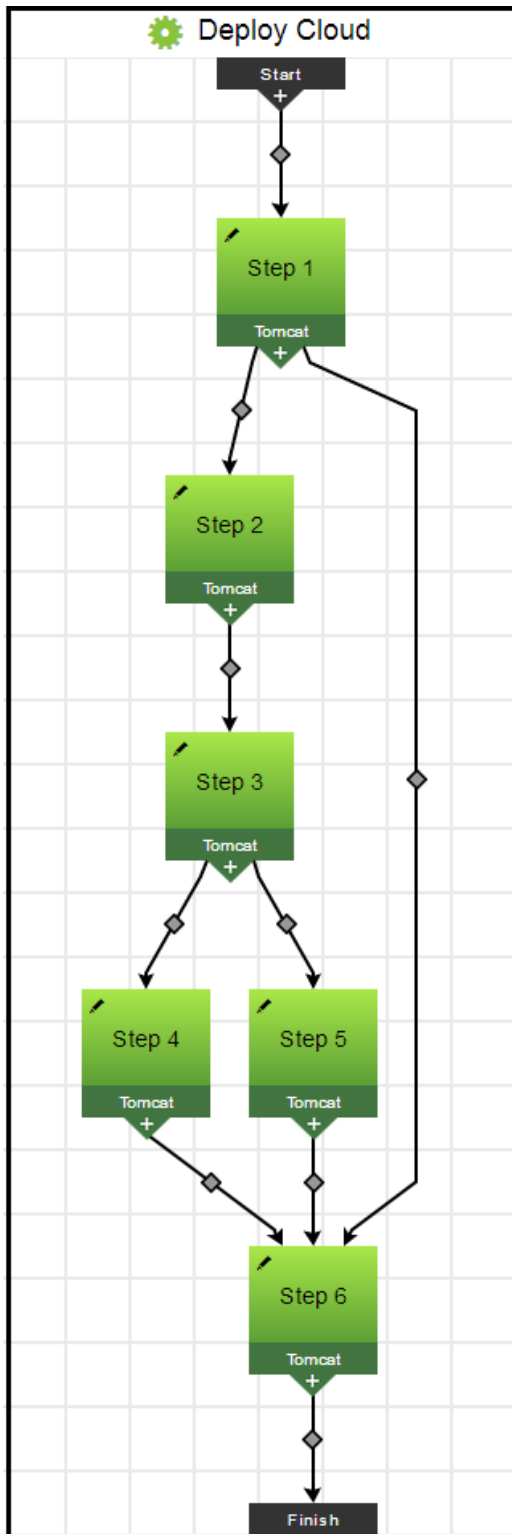 Deploy Cloud
Start
+
Step 1
Tomcat
+
Step 2
Tomcat
+
Step 3
Tomcat
+
Step 4
Tomcat
+
Step 5
Tomcat
+
Step 6
Tomcat
+
Finish